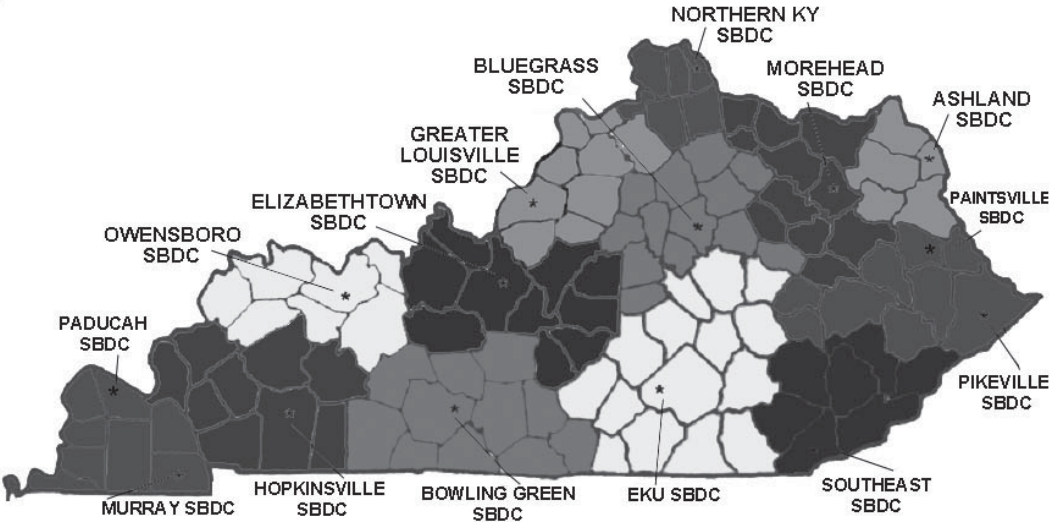 NORTHERN KY
SBDC
BLUEGRASS
SBDC
MOREHEAD
SBDC
ASHLAND
SBDC
GREATER
LOUISVILLE
SBDC
ELIZABETHTOWN
SBDC
PAINTSVILLE
SBDC
OWENSBORO
SBDC
PADUCAH
SBDC
PIKEVILLE
SBDC
MURRAY SBDC
HOPKINSVILLE
SBDC
BOWLING GREEN
SBDC
EKU SBDC
SOUTHEAST
SBDC